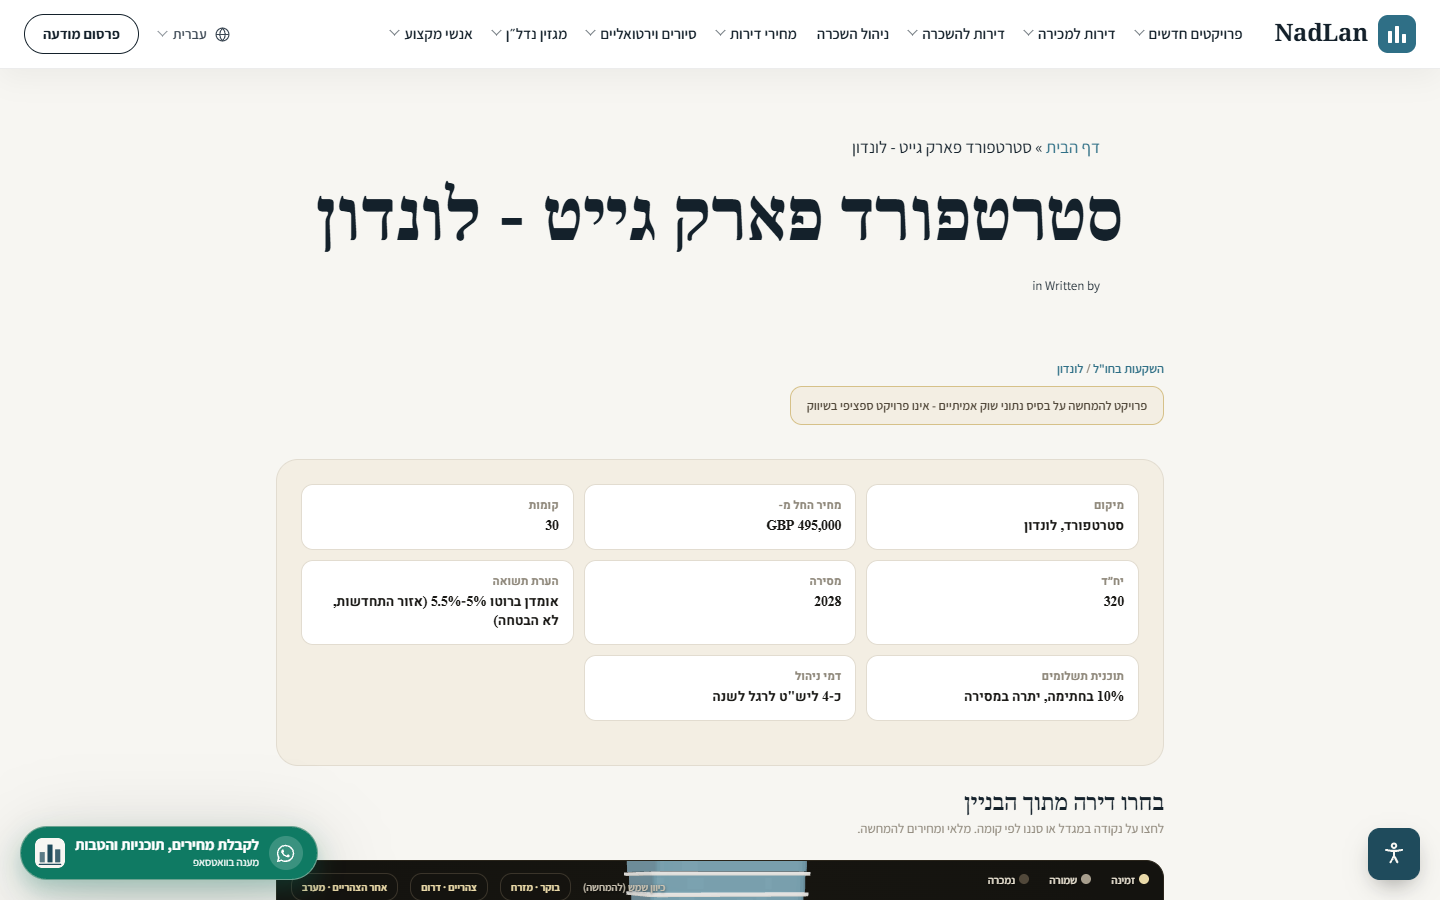 NadLan
פרויקטים חדשים
דירות למכירה
דירות להשכרה
ניהול השכרה
מחירי דירות
סיורים וירטואליים
מגזין נדל״ן
אנשי מקצוע
עברית
פרסום מודעה
דף הבית » סטרטפורד פארק גייט - לונדון
סטרטפורד פארק גייט - לונדון
in Written by
השקעות בחו"ל / לונדון
פרויקט להמחשה על בסיס נתוני שוק אמיתיים - אינו פרויקט ספציפי בשיווק
מיקום
סטרטפורד, לונדון
מחיר החל מ-
GBP 495,000
קומות
30
יח"ד
320
מסירה
2028
הערת תשואה
אומדן ברוטו 5%-5.5% (אזור התחדשות,
לא הבטחה)
תוכנית תשלומים
10% בחתימה, יתרה במסירה
דמי ניהול
כ-4 ליש"ט לרגל לשנה
בחרו דירה מתוך הבניין
לחצו על נקודה במגדל או סננו לפי קומה. מלאי ומחירים להמחשה.
זמינה
שמורה
נמכרה
כיוון שמש (להמחשה)
בוקר · מזרח
צהריים · דרום
אחר הצהריים · מערב
לקבלת מחירים, תוכניות והטבות
מענה בוואטסאפ